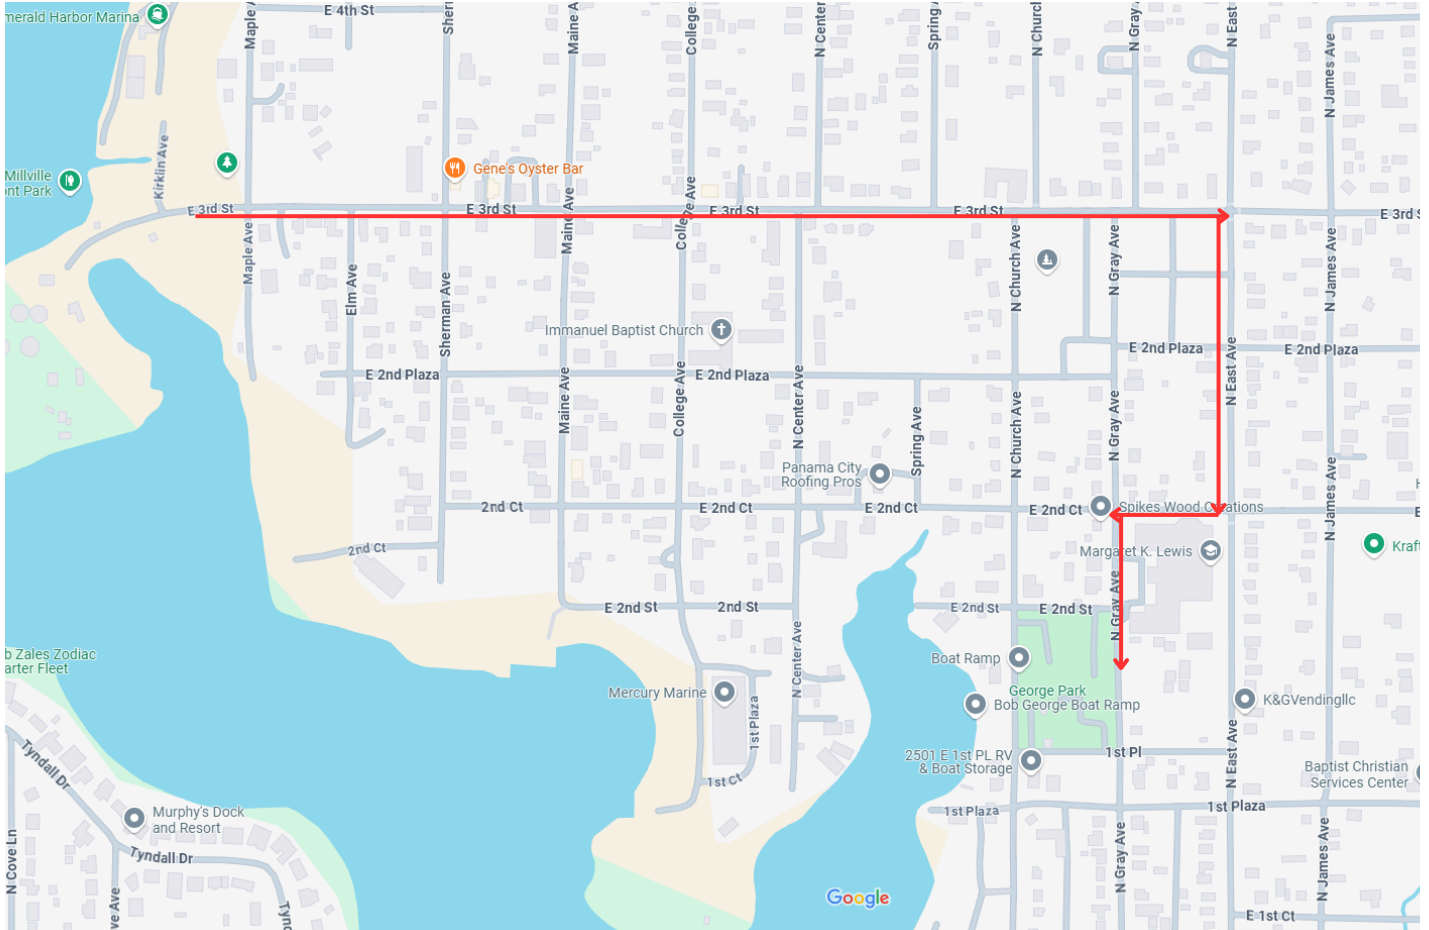 merald Harbor Marina
E 4th St
Maple A
Sher
Maine A
College
N Center
Spring A
N Church
N Gray A
N East
N James Ave
Millville
nt Park
Kirklin Ave
Gene's Oyster Bar
E 3rd St
E 3rd St
E 3rd St
E 3rd St
E 3rd S
Maple Ave
Maine Ave
College Ave
N Church Ave
N Gray Ave
N James Ave
Elm Ave
Sherman Ave
Immanuel Baptist Church
E 2nd Plaza
E 2nd Plaza
E 2nd Plaza
E 2nd Plaza
Maine Ave
College Ave
N Center Ave
Spring Ave
N Church Ave
N Gray Ave
N East Ave
N James Ave
Panama City
Roofing Pros
2nd Ct
E 2nd Ct
E 2nd Ct
E 2nd Ct
Spikes Wood Creations
2nd Ct
Margaret K. Lewis
Kraft
E 2nd St
2nd St
E 2nd St
E 2nd St
N Gray Ave
b Zales Zodiac
arter Fleet
Boat Ramp
George Park
Bob George Boat Ramp
N Center Ave
Mercury Marine
1st Plaza
K&GVendingllc
2501 E 1st PL RV
& Boat Storage
1st Pl
N East Ave
Baptist Christian
Services Center
1st Ct
1st Plaza
1st Plaza
Tyndall Dr
Murphy's Dock
and Resort
Tyndall Dr
N Cove Ln
ve Ave
Tynd
N Gray Ave
N James Ave
Google
E 1st Ct